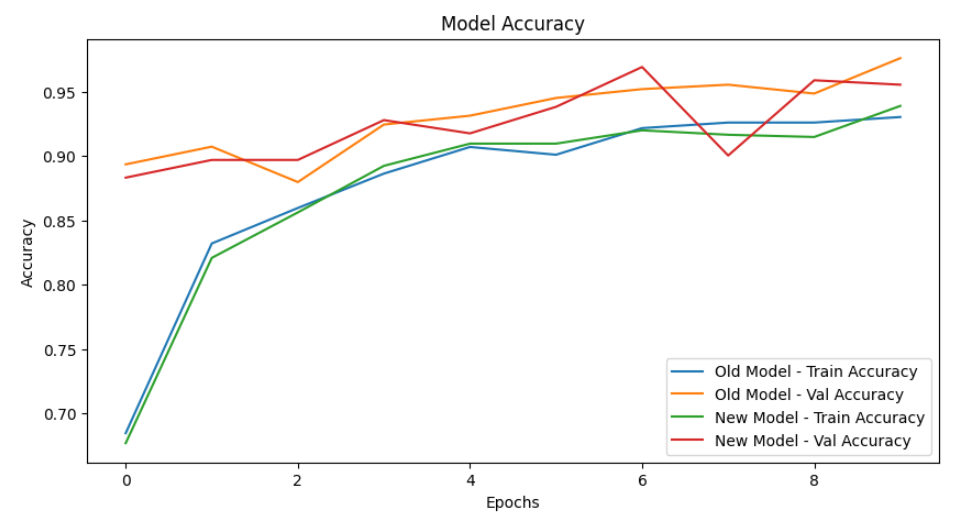 Model Accuracy
Accuracy
0.95
0.90
0.85
0.80
0.75
0.70
Old Model - Train Accuracy
Old Model - Val Accuracy
New Model - Train Accuracy
New Model - Val Accuracy
0 2 4 6 8
Epochs